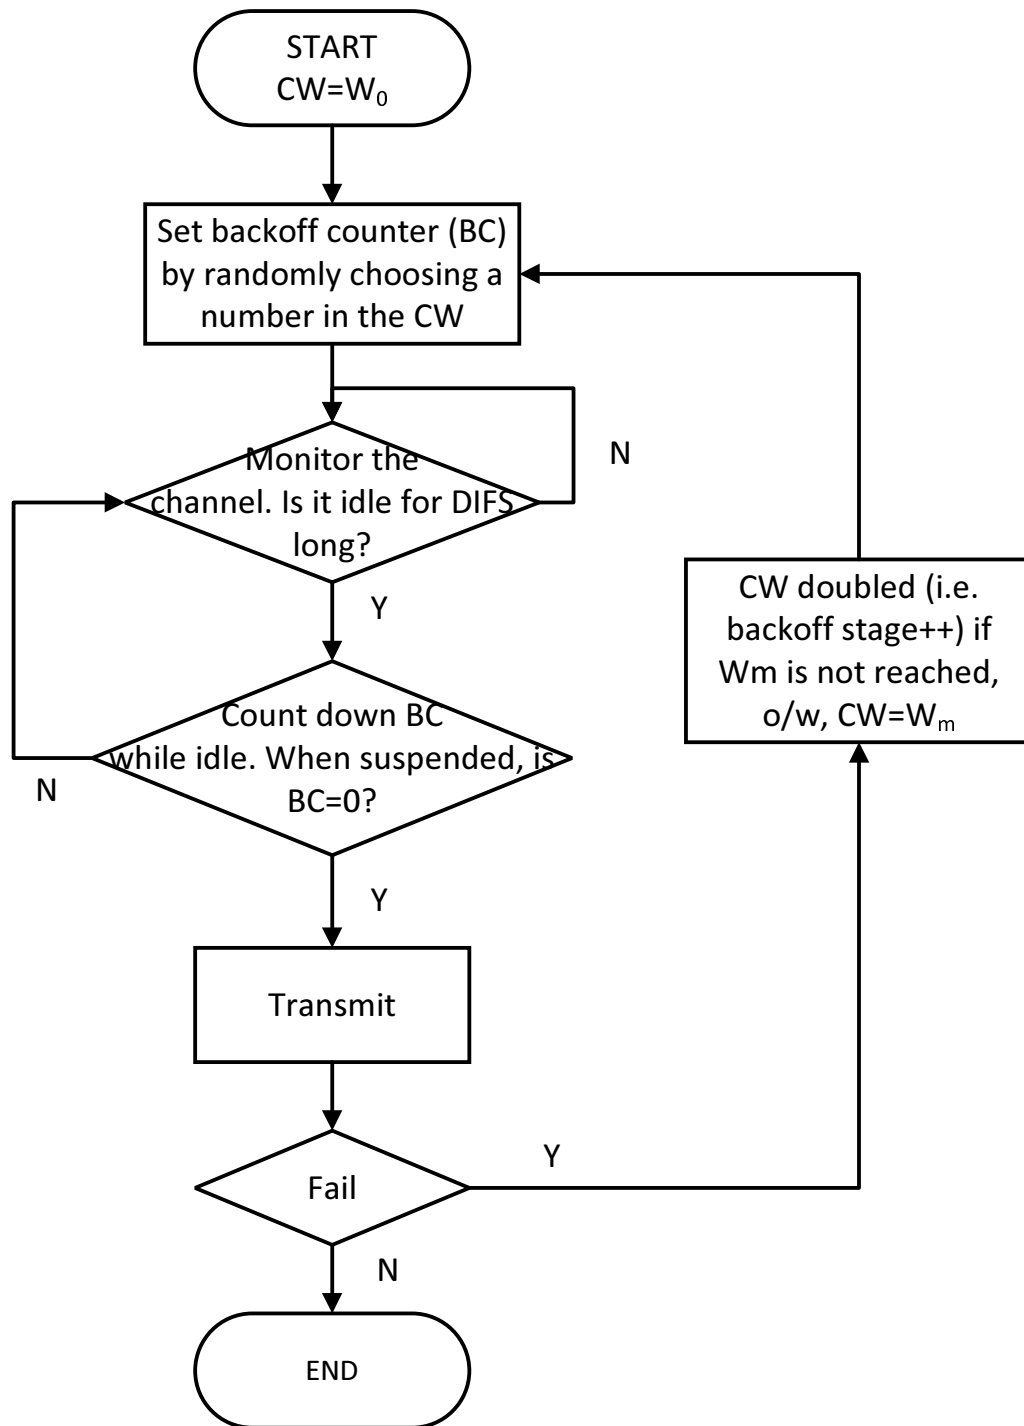 START
CW=W₀
Set backoff counter (BC)
by randomly choosing a
number in the CW
N
Monitor the
channel. Is it idle for DIFS
long?
Y
CW doubled (i.e.
backoff stage++) if
Wm is not reached,
o/w, CW=Wₘ
Count down BC
while idle. When suspended, is
BC=0?
N
Y
Transmit
Y
Fail
N
END